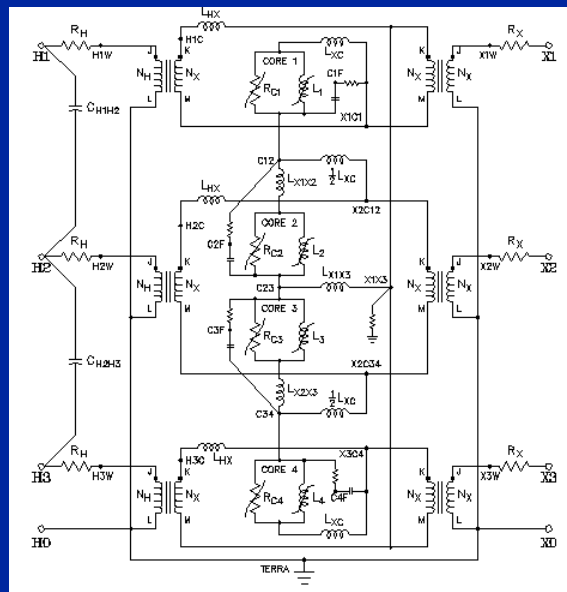 L_HX
R_H
H1C
CORE 1
L_XC
R_X
H1
H1W
J
K
C1F
K
J
X1W
X1
N_H
N_X
R_C1
L_1
N_X
N_X
L
M
X1C1
M
L
C_H1H2
C12
L_HX
L_X1X2
½L_XC
X2C12
R_H
H2C
CORE 2
R_X
H2
H2W
J
K
C2F
R_C2
L_2
K
J
X2W
X2
N_H
N_X
C23
L_X1X3
X1X3
N_X
N_X
L
M
CORE 3
M
L
C3F
R_C3
L_3
C_H2H3
X2C34
L_X2X3
C34
½L_XC
R_H
H3C
L_HX
X3C4
R_X
H3
H3W
J
K
CORE 4
K
J
X3W
X3
N_H
N_X
R_C4
L_4
C4F
N_X
N_X
L
M
L_XC
M
L
H0
X0
TERRA